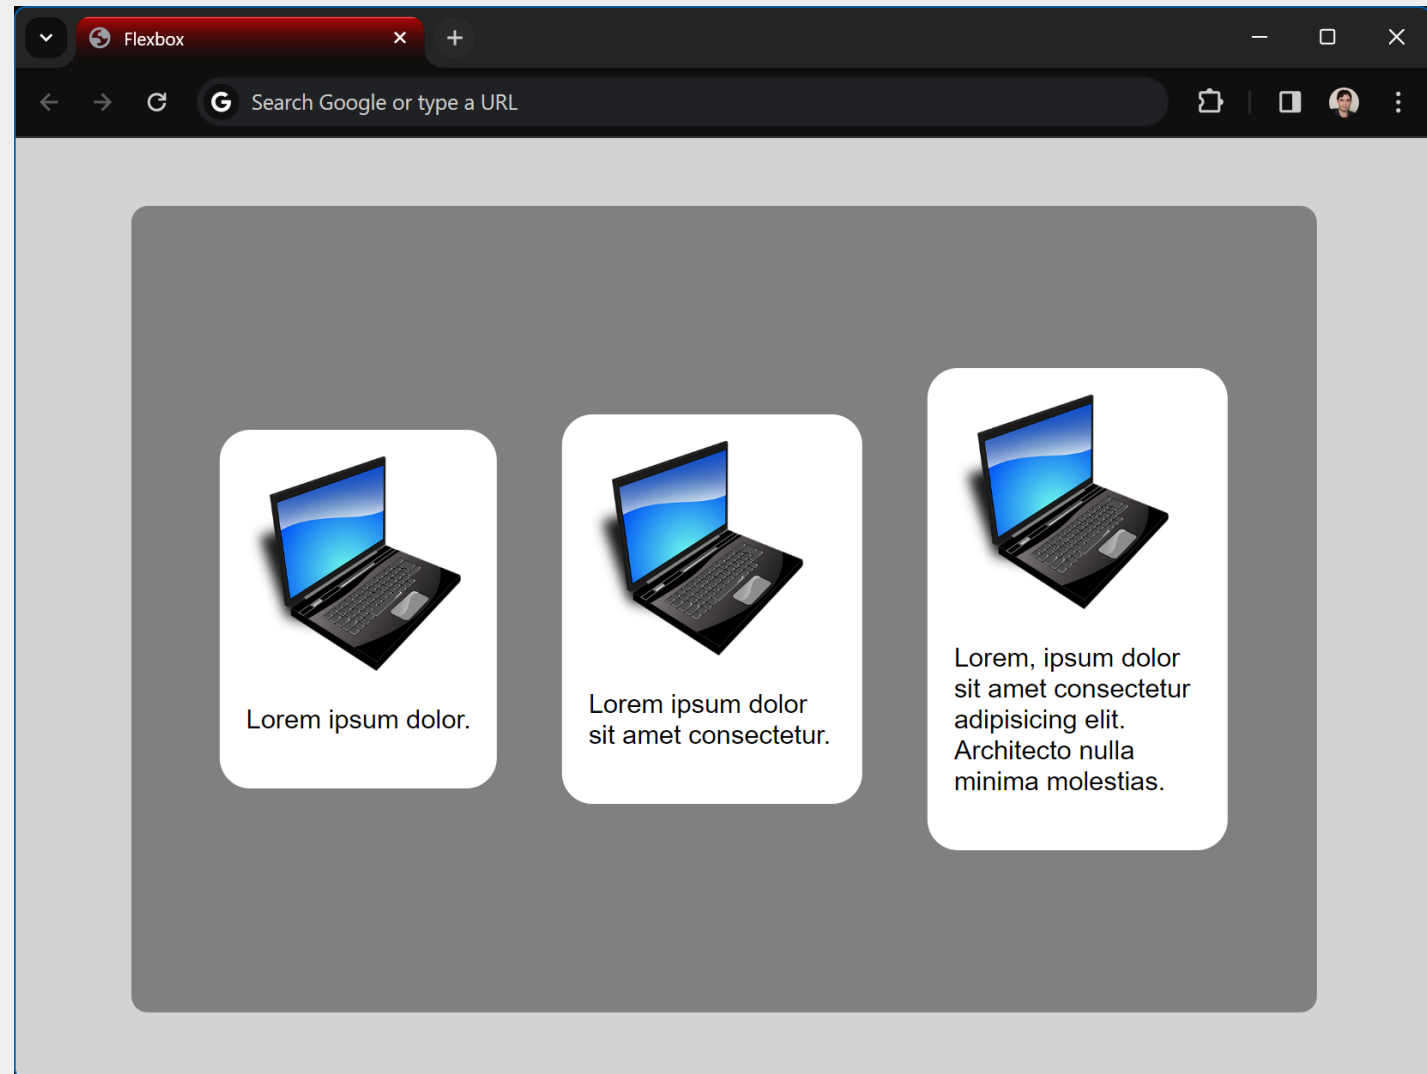 Flexbox
G Search Google or type a URL
Lorem ipsum dolor.
Lorem ipsum dolor
sit amet consectetur.
Lorem, ipsum dolor
sit amet consectetur
adipisicing elit.
Architecto nulla
minima molestias.